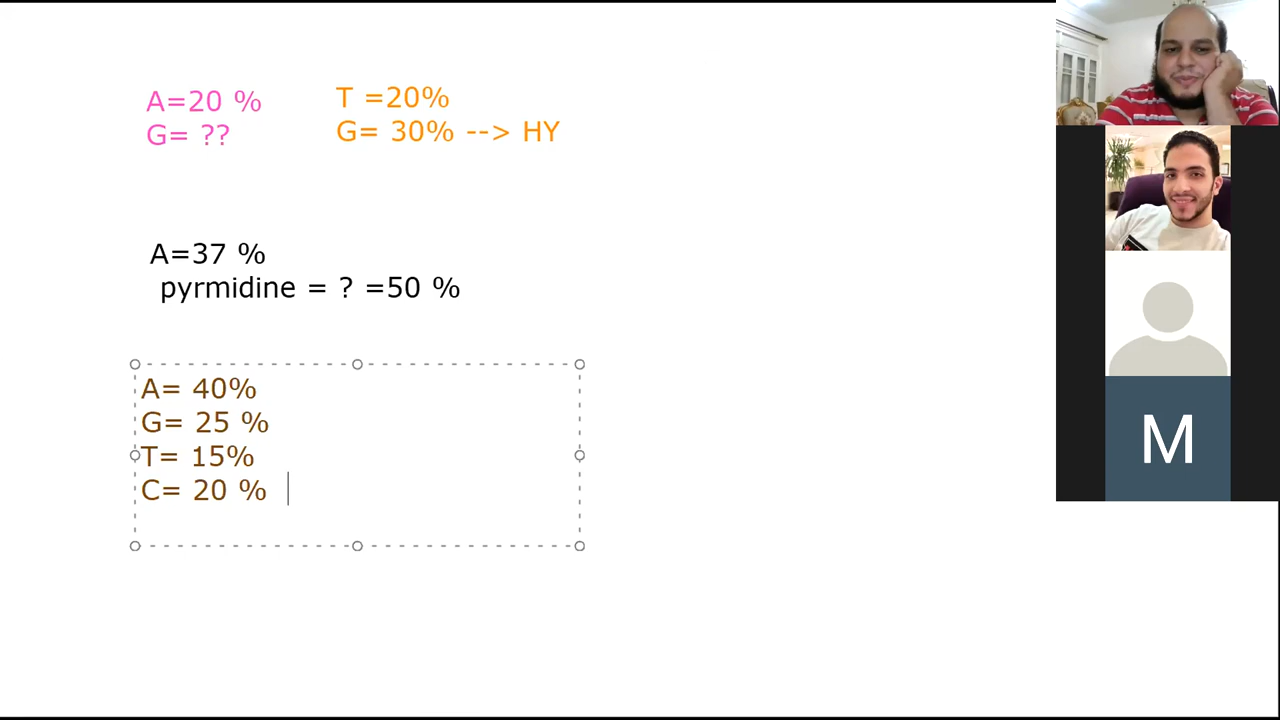 A=20 %
G= ??
T =20%
G= 30% --> HY
A=37 %
pyrmidine = ? =50 %
A= 40%
G= 25 %
T= 15%
C= 20 %
M